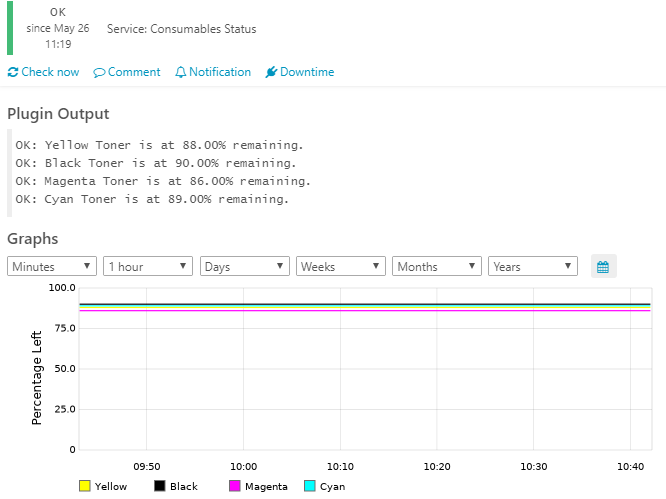 OK
since May 26
11:19
Service: Consumables Status
Check now Comment Notification Downtime
Plugin Output
OK: Yellow Toner is at 88.00% remaining.
OK: Black Toner is at 90.00% remaining.
OK: Magenta Toner is at 86.00% remaining.
OK: Cyan Toner is at 89.00% remaining.
Graphs
Minutes 1 hour Days Weeks Months Years
100.0
75.0
50.0
25.0
0
Percentage Left
09:50 10:00 10:10 10:20 10:30 10:40
Yellow Black Magenta Cyan